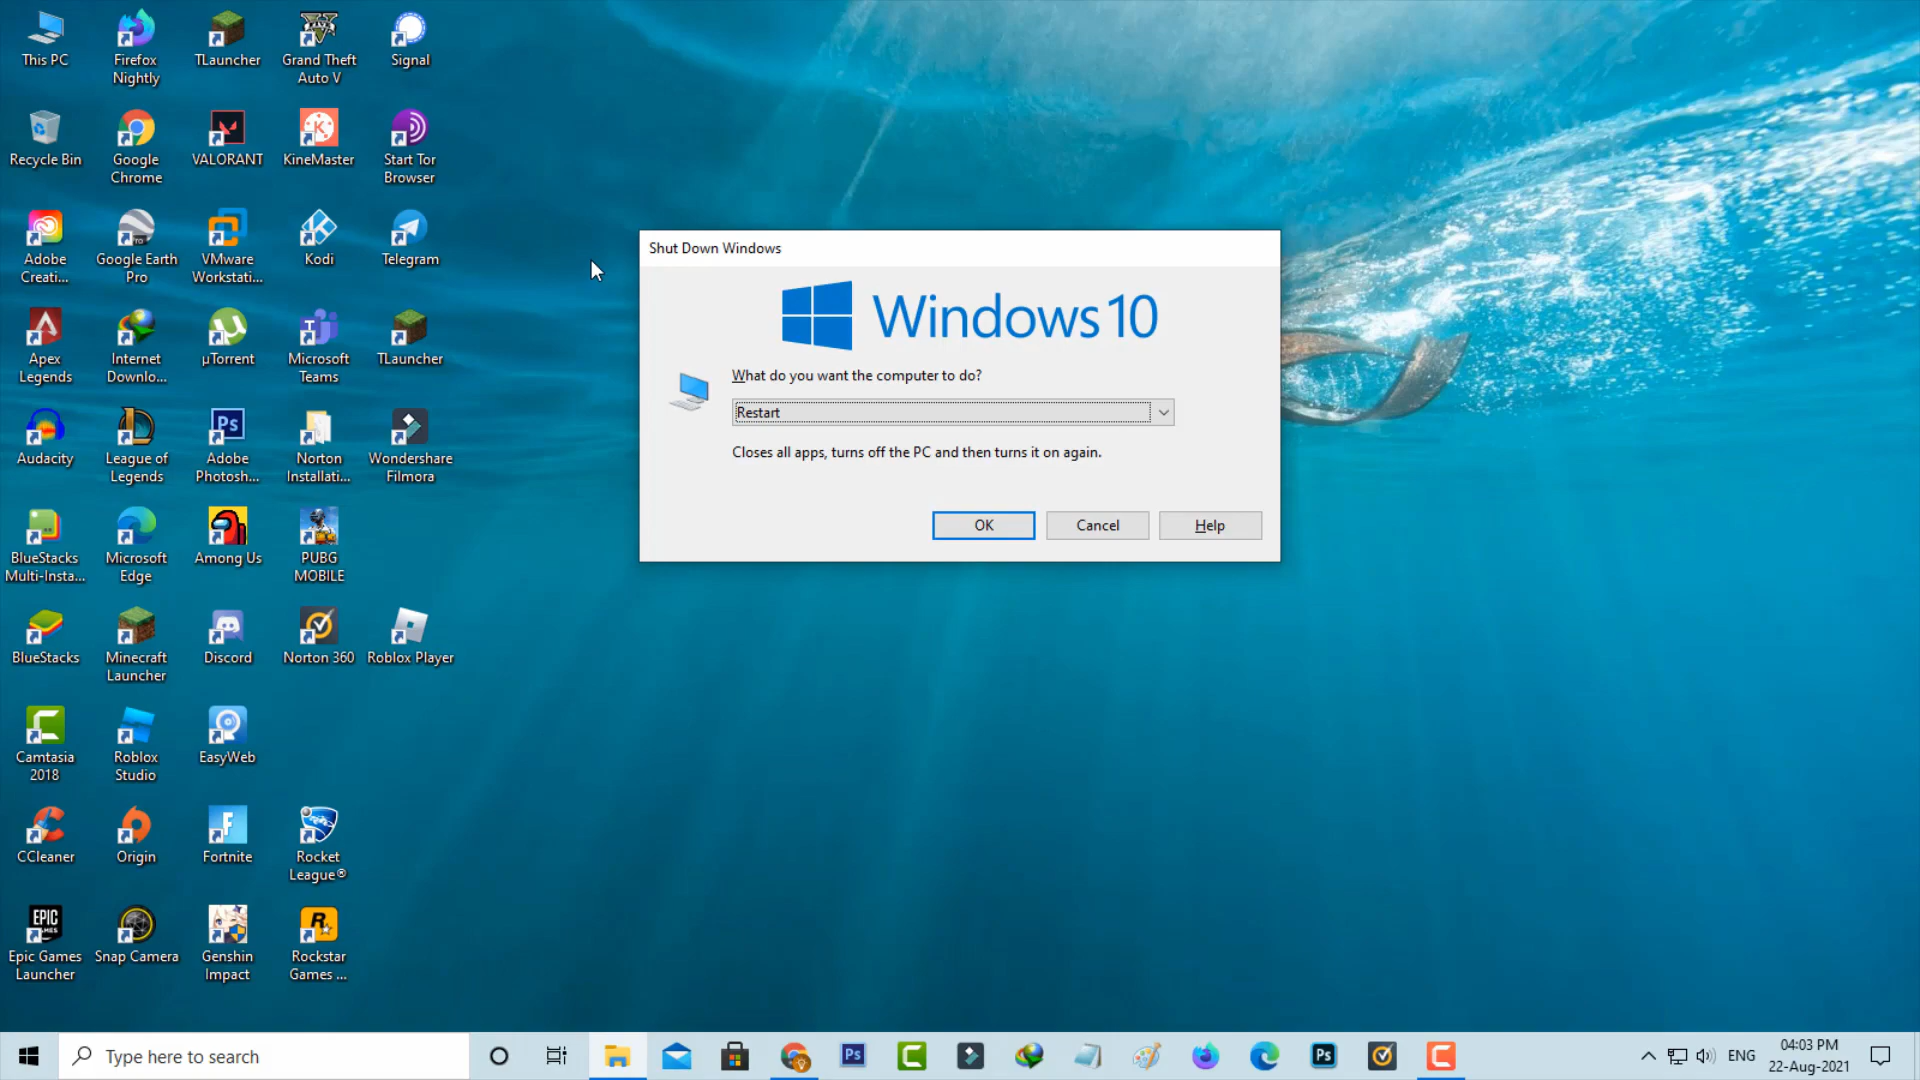 This PC
Firefox
Nightly
TLauncher
Grand Theft
Auto V
Signal
Recycle Bin
Google
Chrome
VALORANT
KineMaster
Start Tor
Browser
Adobe
Creati...
Google Earth
Pro
VMware
Workstati...
Kodi
Telegram
Apex
Legends
Internet
Downlo...
µTorrent
Microsoft
Teams
TLauncher
Audacity
League of
Legends
Adobe
Photosh...
Norton
Installati...
Wondershare
Filmora
BlueStacks
Multi-Insta...
Microsoft
Edge
Among Us
PUBG
MOBILE
BlueStacks
Minecraft
Launcher
Discord
Norton 360
Roblox Player
Camtasia
2018
Roblox
Studio
EasyWeb
CCleaner
Origin
Fortnite
Rocket
League®
Epic Games
Launcher
Snap Camera
Genshin
Impact
Rockstar
Games ...
Shut Down Windows
Windows 10
What do you want the computer to do?
Restart
Closes all apps, turns off the PC and then turns it on again.
OK
Cancel
Help
Type here to search
ENG
04:03 PM
22-Aug-2021